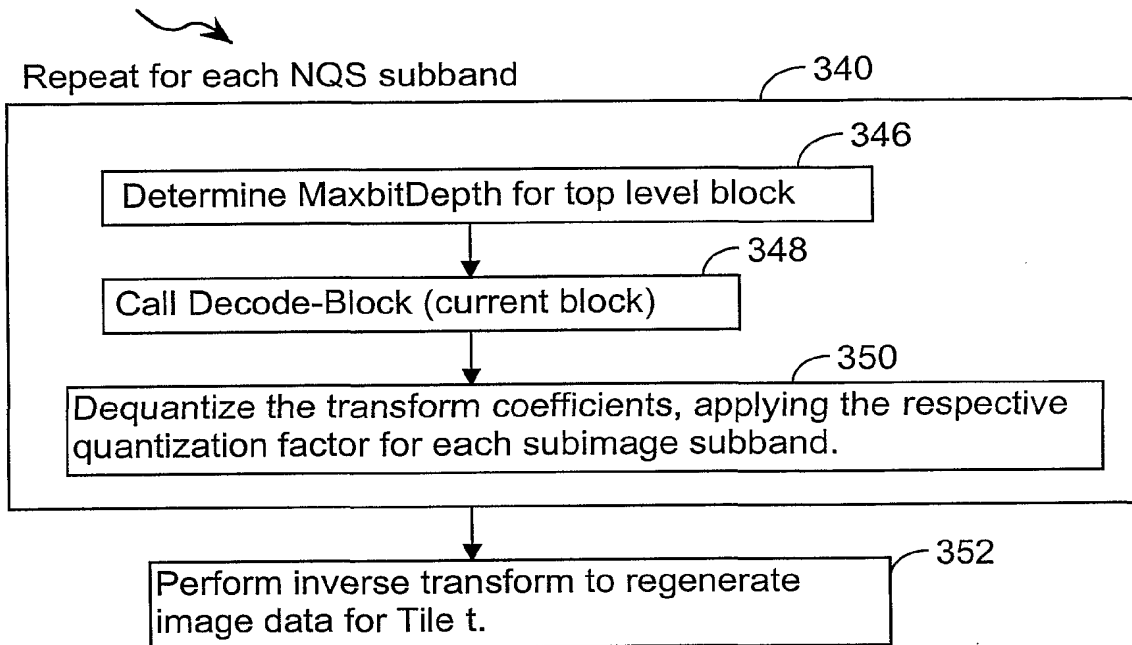 Repeat for each NQS subband
340
346
Determine MaxbitDepth for top level block
348
Call Decode-Block (current block)
350
Dequantize the transform coefficients, applying the respective
quantization factor for each subimage subband.
352
Perform inverse transform to regenerate
image data for Tile t.